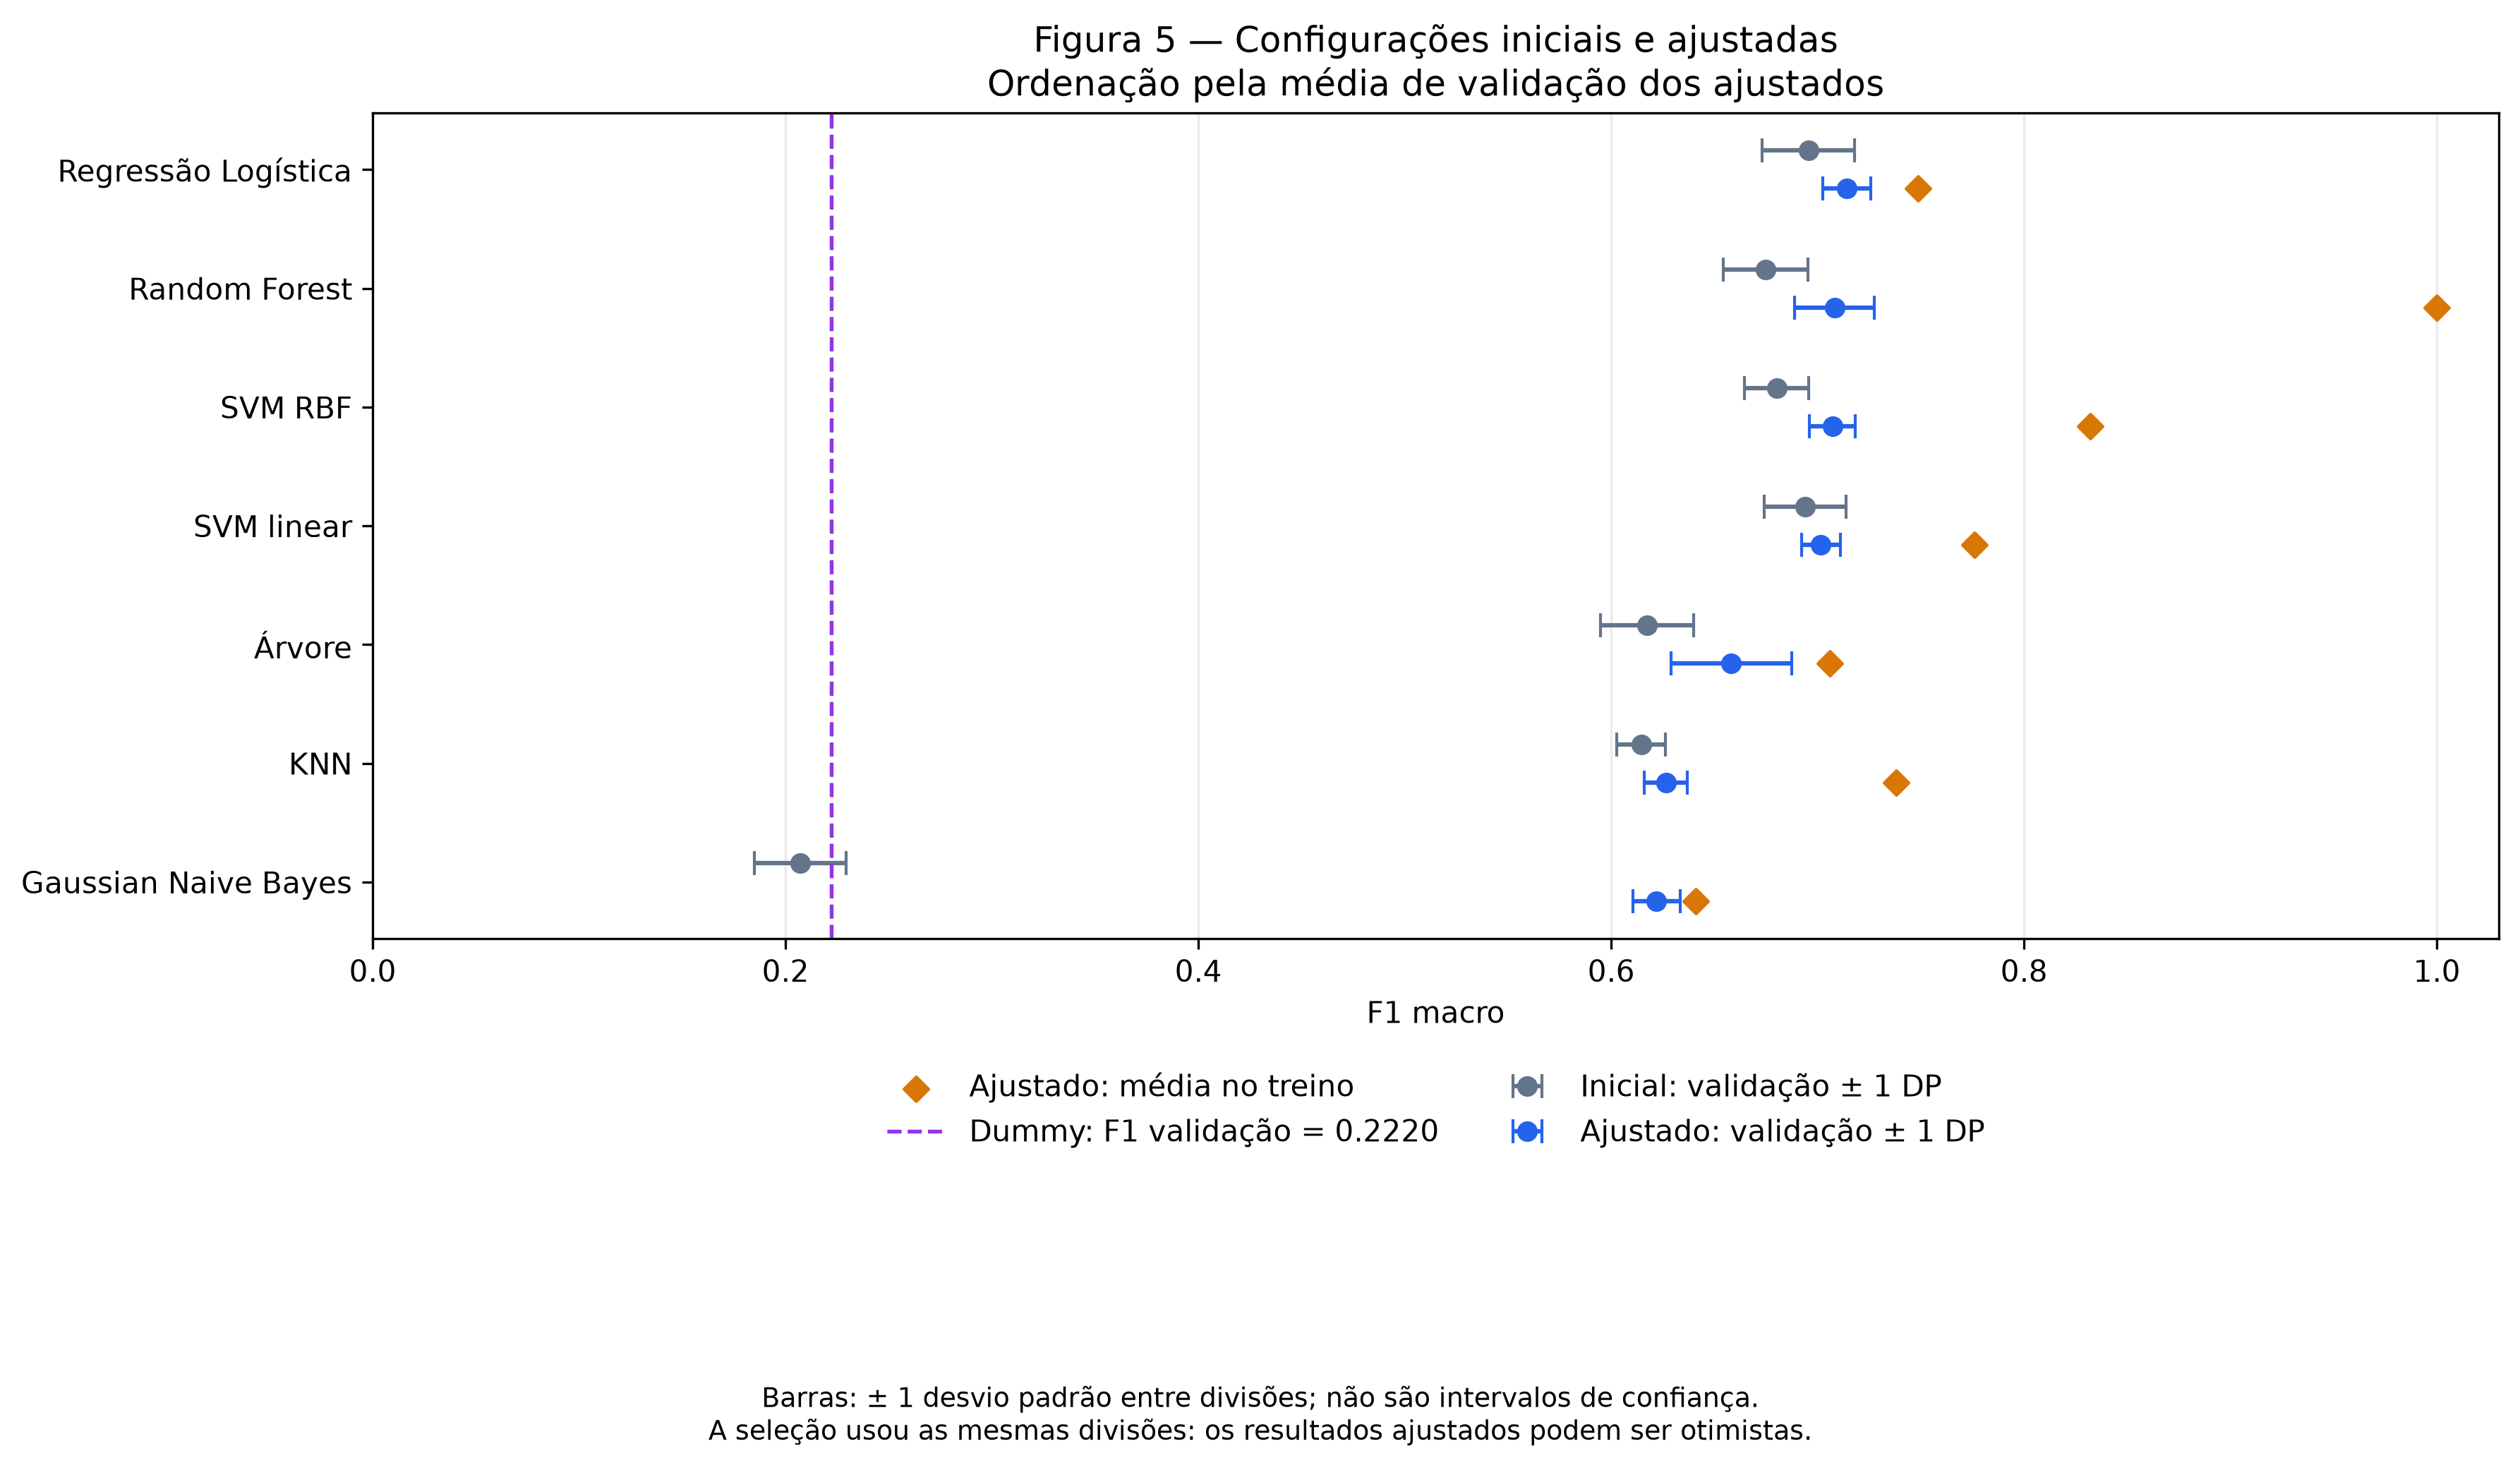 Figura 5 — Configurações iniciais e ajustadas
Ordenação pela média de validação dos ajustados
Regressão Logística
Random Forest
SVM RBF
SVM linear
Árvore
KNN
Gaussian Naive Bayes
0.0
0.2
0.4
0.6
0.8
1.0
F1 macro
Ajustado: média no treino
Dummy: F1 validação = 0.2220
Inicial: validação ± 1 DP
Ajustado: validação ± 1 DP
Barras: ± 1 desvio padrão entre divisões; não são intervalos de confiança.
A seleção usou as mesmas divisões: os resultados ajustados podem ser otimistas.